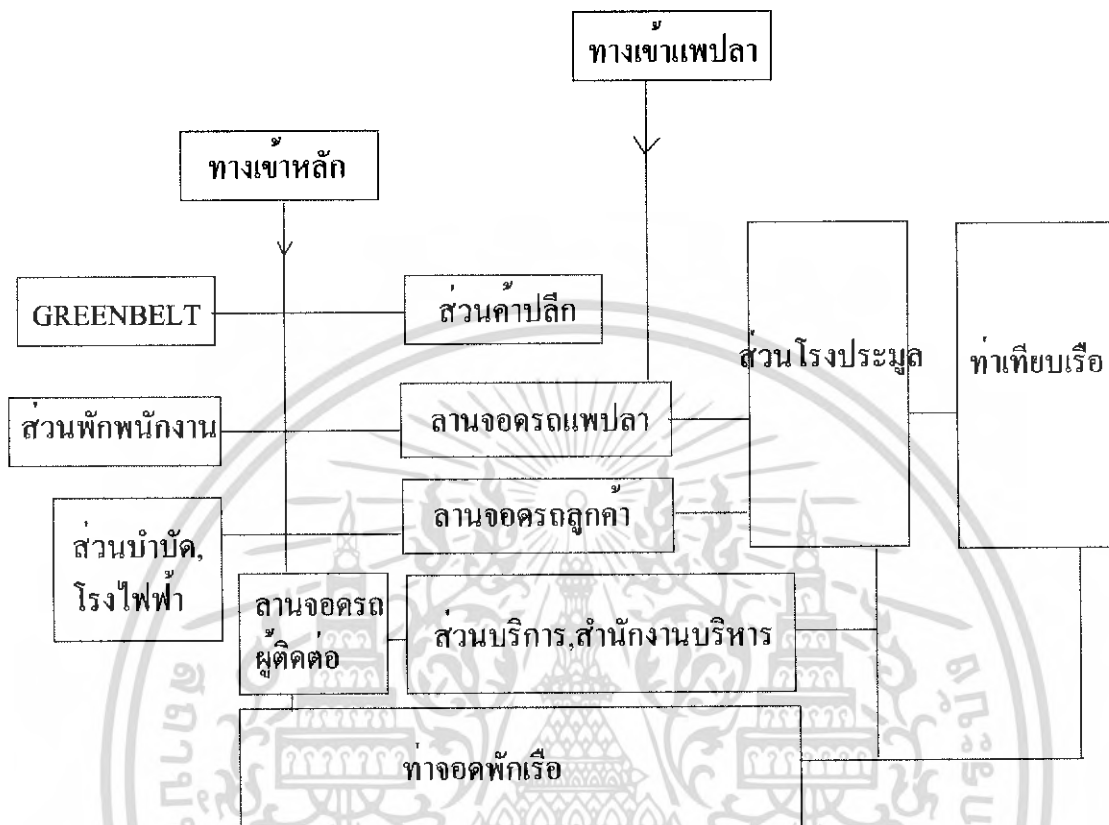 ทางเข้าแพปลา
ทางเข้าหลัก
GREENBELT
ส่วนค้าปลีก
ส่วนโรงประมูล
ท่าเทียบเรือ
ส่วนพักพนักงาน
ลานจอดรถแพปลา
ลานจอดรถลูกค้า
ส่วนบำบัด,
โรงไฟฟ้า
ลานจอดรถ
ผู้ติดต่อ
ส่วนบริการ,สำนักงานบริหาร
ท่าจอดพักเรือ